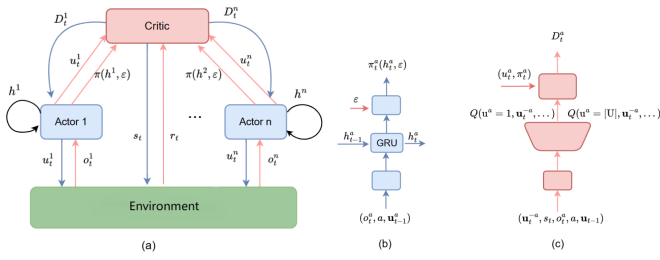 D_t^1
D_t^n
Critic
u_t^1
u_t^n
π(h^1, ε)
π(h^2, ε)
h^1
h^n
Actor 1
...
Actor n
s_t
r_t
u_t^1
o_t^1
u_t^n
o_t^n
Environment
(a)
π_t^a(h_t^a, ε)
ε
h_{t-1}^a
GRU
h_t^a
(o_t^a, a, u_{t-1}^a)
(b)
D_t^a
(u_t^a, π_t^a)
Q(u^a = 1, u_t^{-a}, ...)
Q(u^a = |U|, u_t^{-a}, ...)
(u_t^{-a}, s_t, o_t^a, a, u_{t-1})
(c)